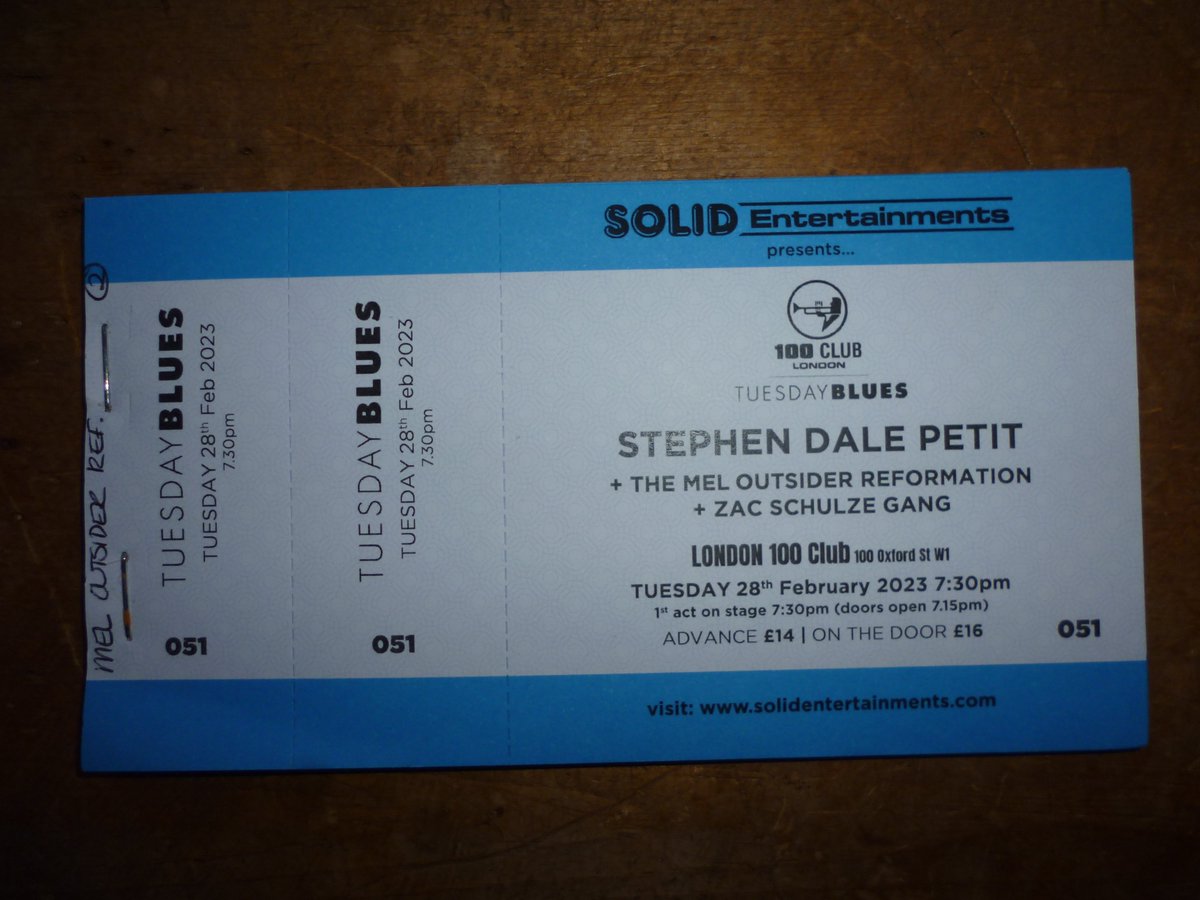 MEL OUTSIDER REF. 2
TUESDAY BLUES
TUESDAY 28th Feb 2023
7.30pm
051
TUESDAY BLUES
TUESDAY 28th Feb 2023
7.30pm
051
SOLID Entertainments
presents...
100 CLUB
LONDON
TUESDAY BLUES
STEPHEN DALE PETIT
+ THE MEL OUTSIDER REFORMATION
+ ZAC SCHULZE GANG
LONDON 100 Club 100 Oxford St W1
TUESDAY 28th February 2023 7:30pm
1st act on stage 7:30pm (doors open 7.15pm)
ADVANCE £14 | ON THE DOOR £16
051
visit: www.solidentertainments.com